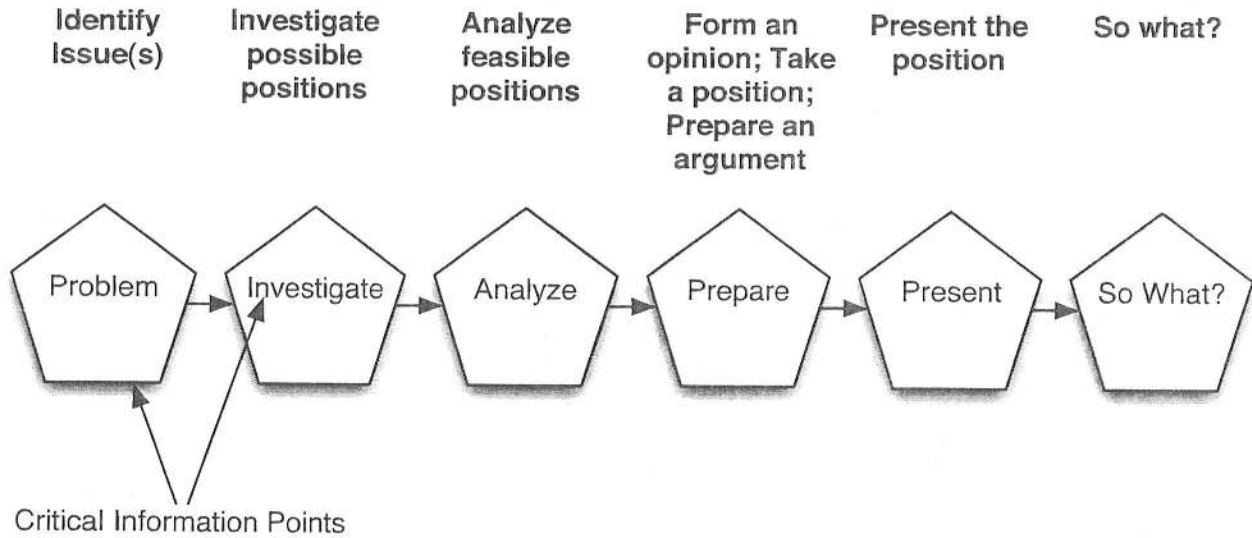 Identify
Issue(s)
Investigate
possible
positions
Analyze
feasible
positions
Form an
opinion; Take
a position;
Prepare an
argument
Present the
position
So what?
Problem
Investigate
Analyze
Prepare
Present
So What?
Critical Information Points